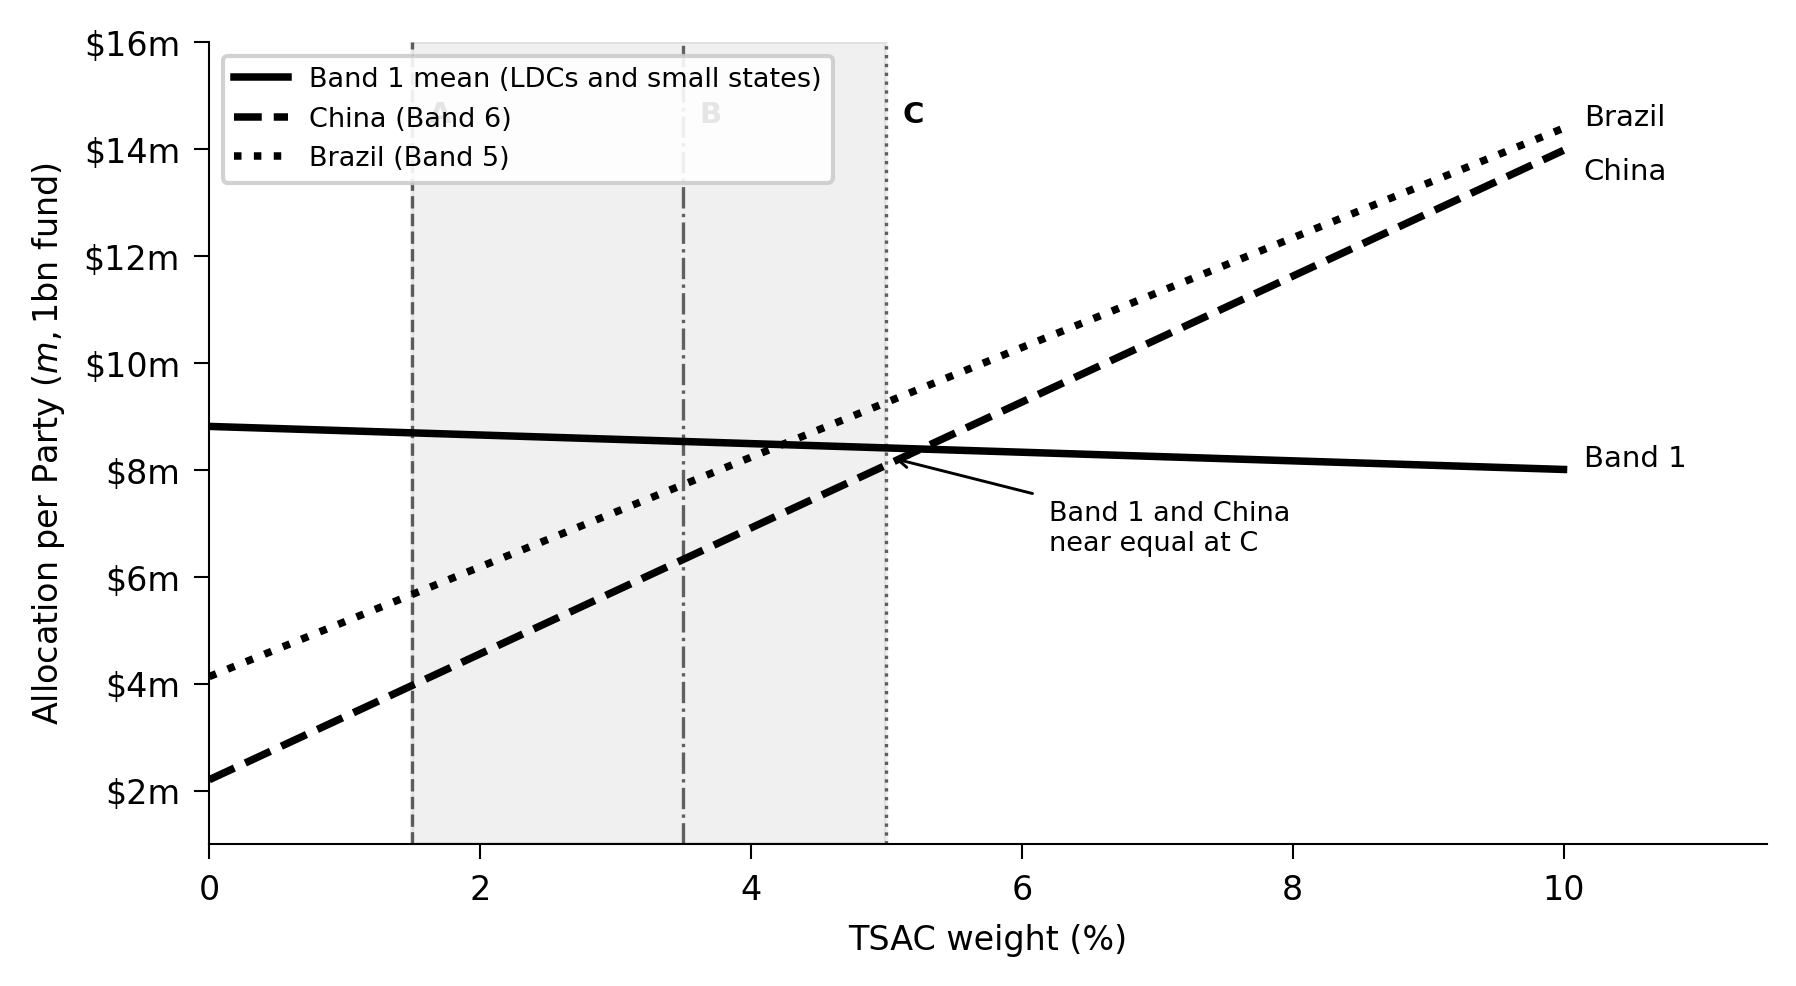 $16m
$14m
$12m
$10m
$8m
$6m
$4m
$2m
Allocation per Party (m, 1bn fund)
Band 1 mean (LDCs and small states)
China (Band 6)
Brazil (Band 5)
A
B
C
Brazil
China
Band 1
Band 1 and China
near equal at C
0 2 4 6 8 10
TSAC weight (%)